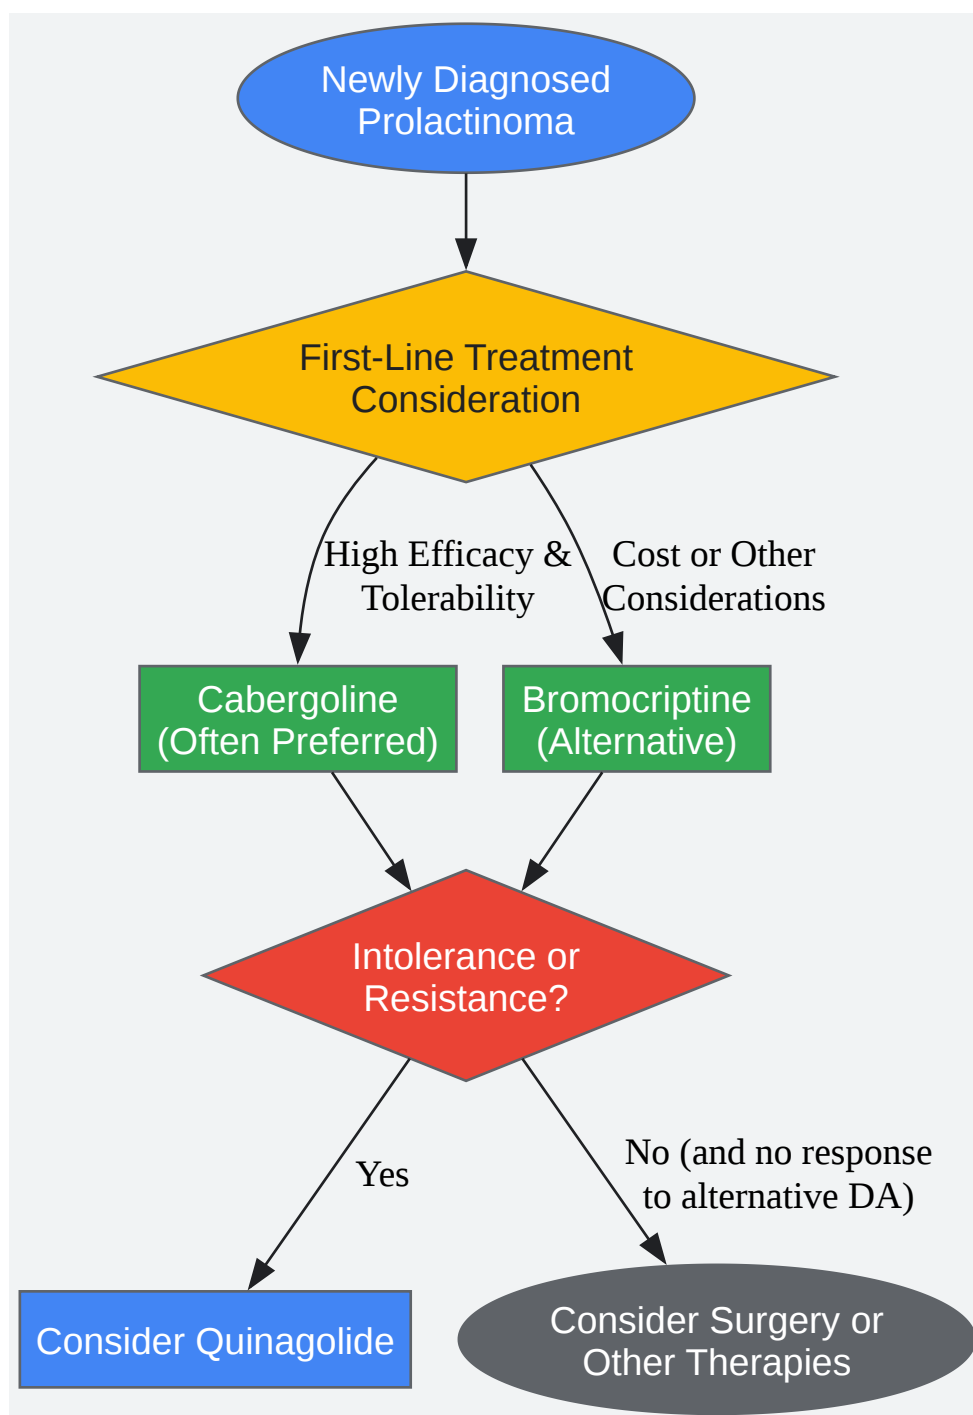 Newly Diagnosed
Prolactinoma
First-Line Treatment
Consideration
High Efficacy &
Tolerability
Cost or Other
Considerations
Cabergoline
(Often Preferred)
Bromocriptine
(Alternative)
Intolerance or
Resistance?
Yes
No (and no response
to alternative DA)
Consider Quinagolide
Consider Surgery or
Other Therapies